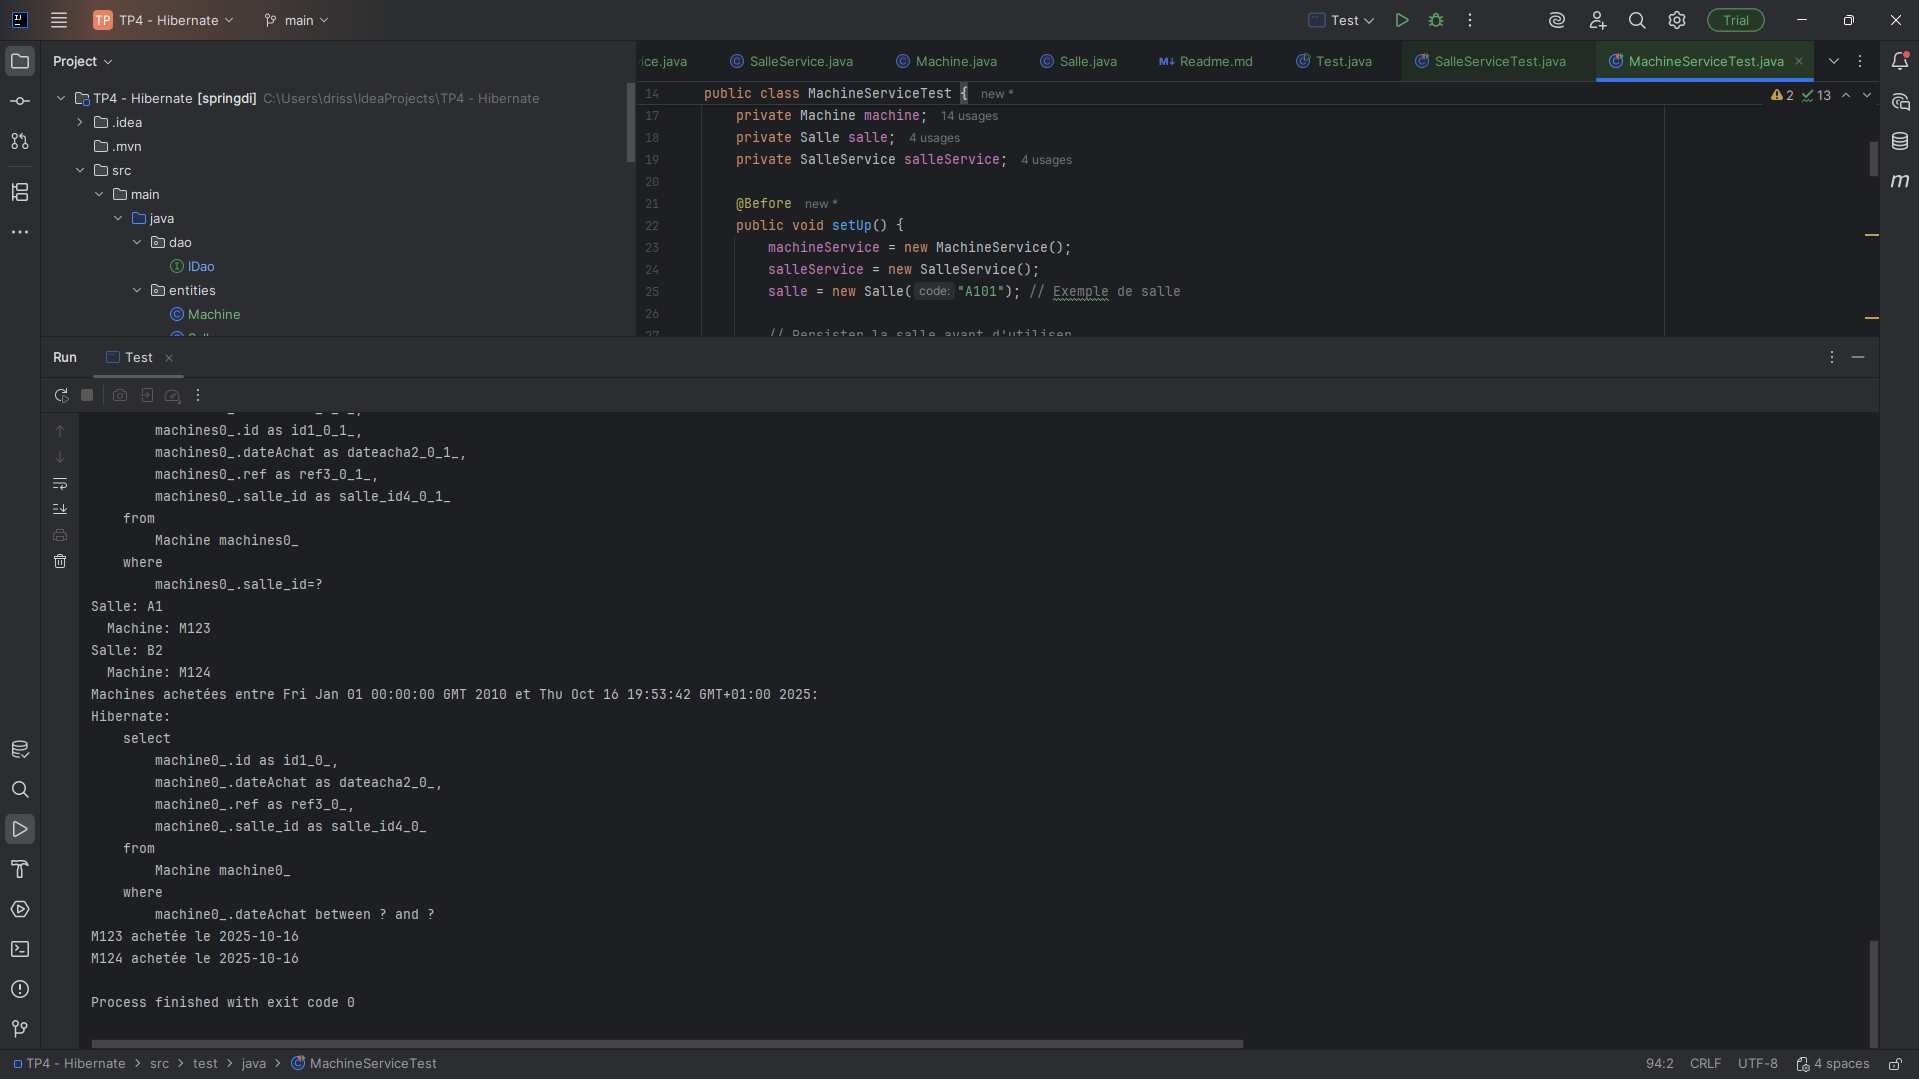 TP TP4 - Hibernate main Test Trial
Project
TP4 - Hibernate [springdi] C:\Users\driss\IdeaProjects\TP4 - Hibernate
.idea
.mvn
src
main
java
dao
IDao
entities
Machine
ice.java SalleService.java Machine.java Salle.java M↓ Readme.md Test.java SalleServiceTest.java MachineServiceTest.java
14 public class MachineServiceTest { new * 2 13
17 private Machine machine; 14 usages
18 private Salle salle; 4 usages
19 private SalleService salleService; 4 usages
20
21 @Before new *
22 public void setUp() {
23 machineService = new MachineService();
24 salleService = new SalleService();
25 salle = new Salle( code: "A101"); // Exemple de salle
26
27 // Persister la salle avant d'utiliser
Run Test
machines0_.id as id1_0_1_,
machines0_.dateAchat as dateacha2_0_1_,
machines0_.ref as ref3_0_1_,
machines0_.salle_id as salle_id4_0_1_
from
Machine machines0_
where
machines0_.salle_id=?
Salle: A1
Machine: M123
Salle: B2
Machine: M124
Machines achetées entre Fri Jan 01 00:00:00 GMT 2010 et Thu Oct 16 19:53:42 GMT+01:00 2025:
Hibernate:
select
machine0_.id as id1_0_,
machine0_.dateAchat as dateacha2_0_,
machine0_.ref as ref3_0_,
machine0_.salle_id as salle_id4_0_
from
Machine machine0_
where
machine0_.dateAchat between ? and ?
M123 achetée le 2025-10-16
M124 achetée le 2025-10-16
Process finished with exit code 0
TP4 - Hibernate > src > test > java > MachineServiceTest 94:2 CRLF UTF-8 4 spaces